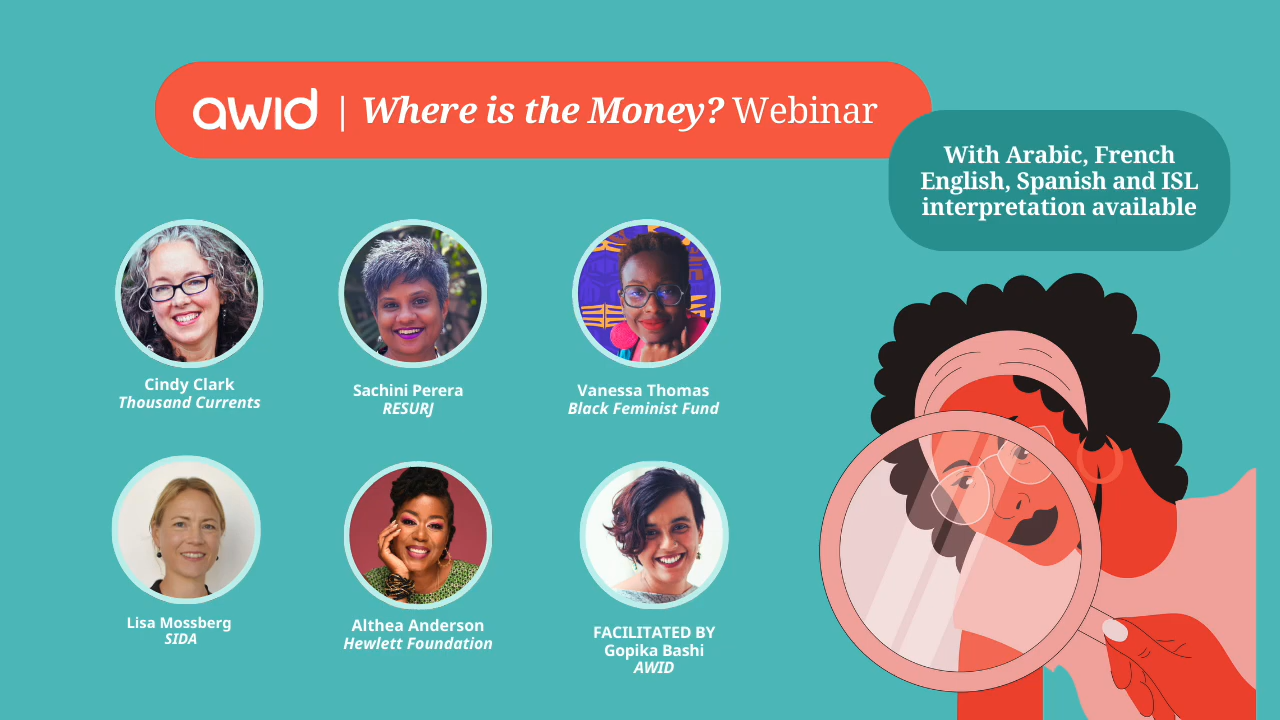 awid | Where is the Money? Webinar
With Arabic, French
English, Spanish and ISL
interpretation available
Cindy Clark
Thousand Currents
Sachini Perera
RESURJ
Vanessa Thomas
Black Feminist Fund
Lisa Mossberg
SIDA
Althea Anderson
Hewlett Foundation
FACILITATED BY
Gopika Bashi
AWID